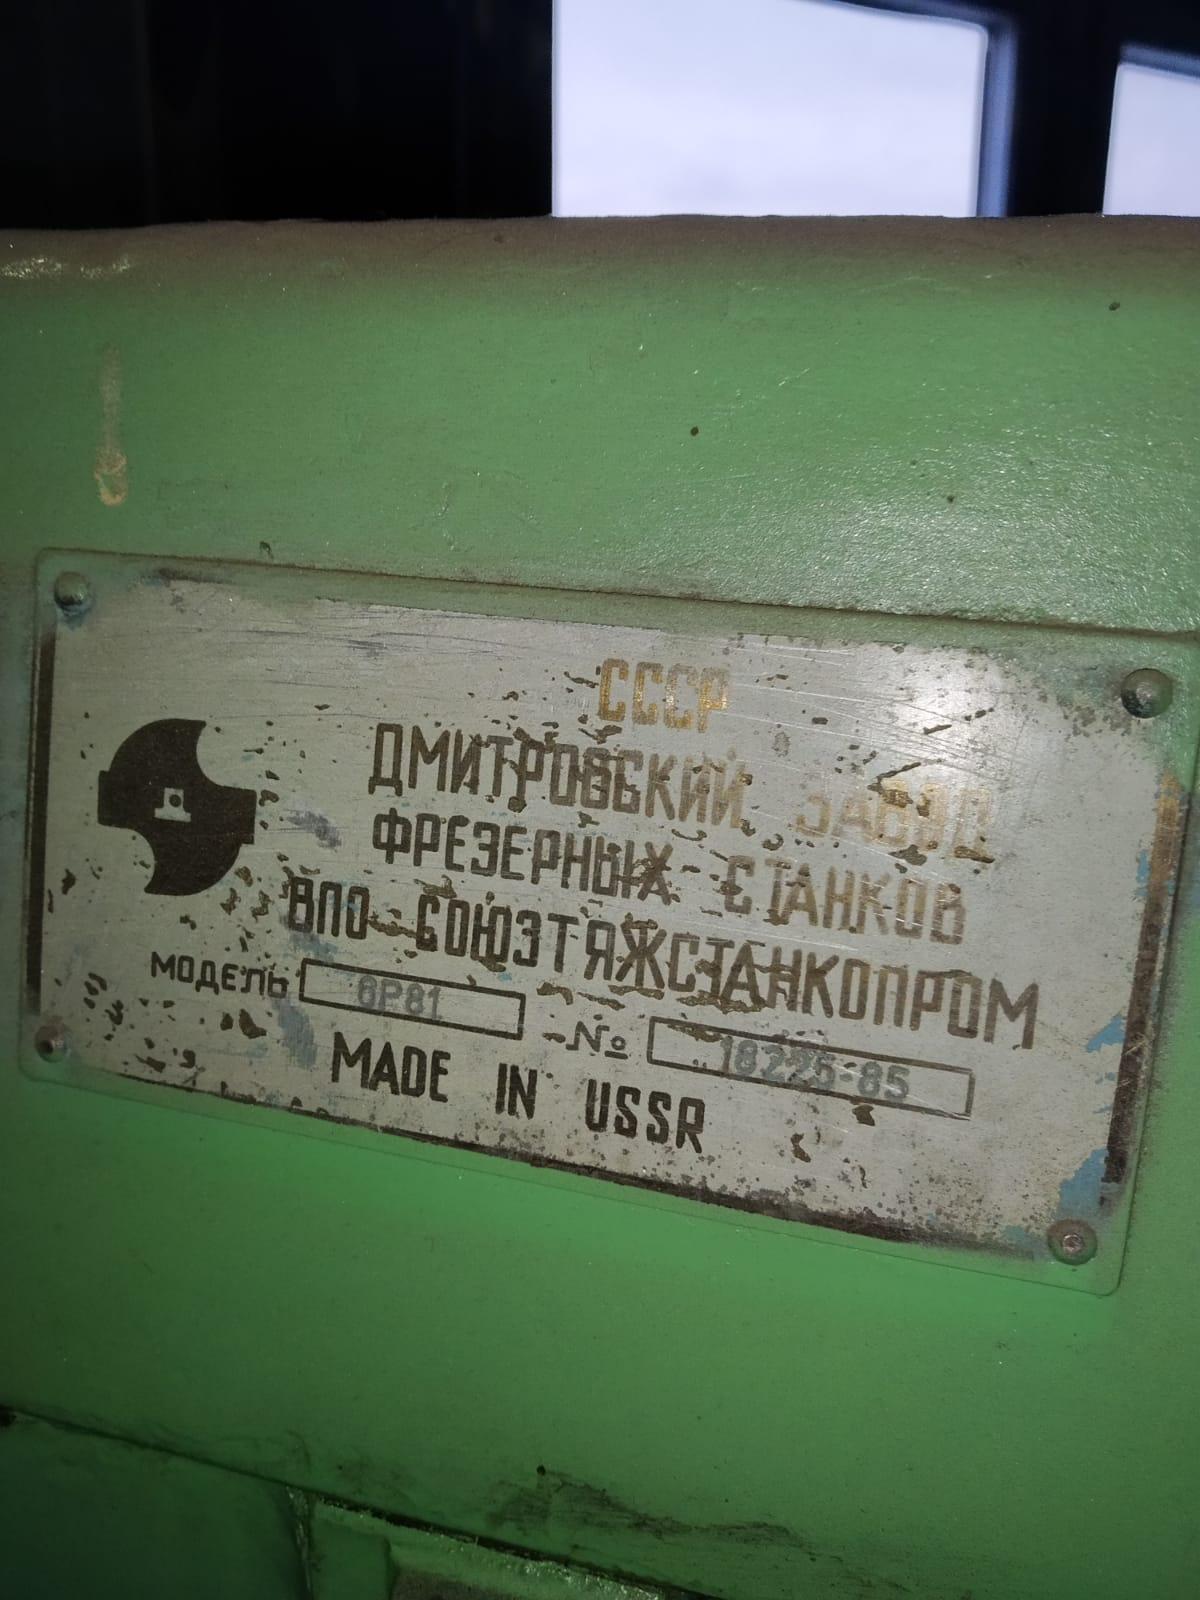 СССР
ДМИТРОВСКИЙ ЗАВОД
ФРЕЗЕРНЫХ СТАНКОВ
ВПО СОЮЗТЯЖСТАНКОПРОМ
МОДЕЛЬ 6Р81 № 18225-85
MADE IN USSR